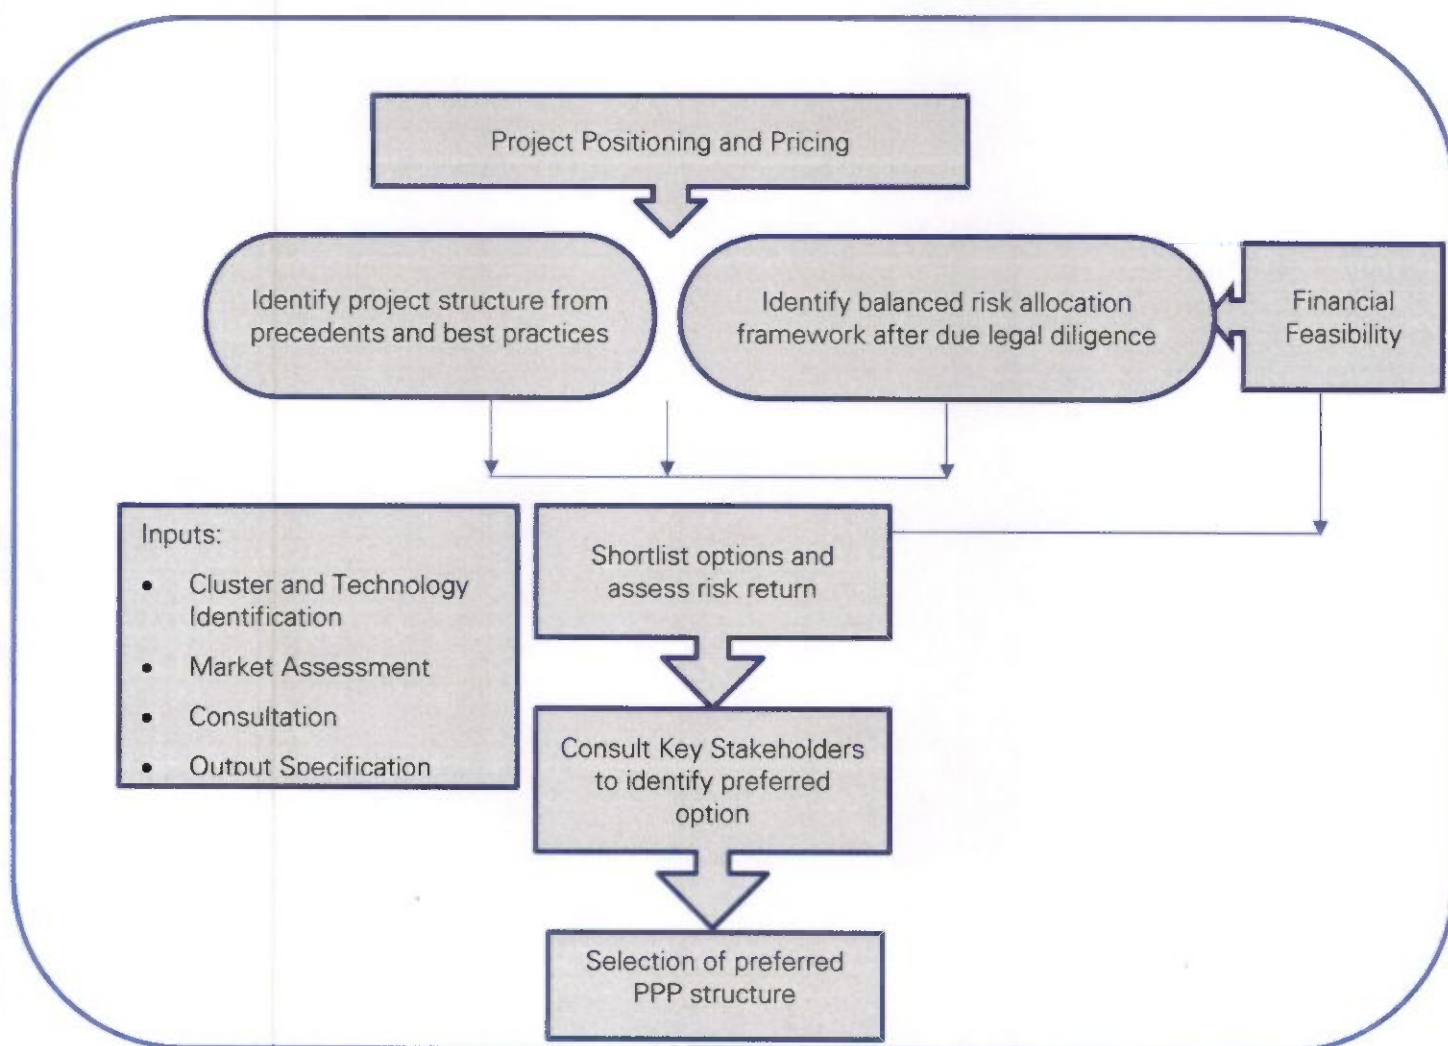 Project Positioning and Pricing
Identify project structure from
precedents and best practices
Identify balanced risk allocation
framework after due legal diligence
Financial
Feasibility
Inputs:
• Cluster and Technology
Identification
• Market Assessment
• Consultation
• Output Specification
Shortlist options and
assess risk return
Consult Key Stakeholders
to identify preferred
option
Selection of preferred
PPP structure